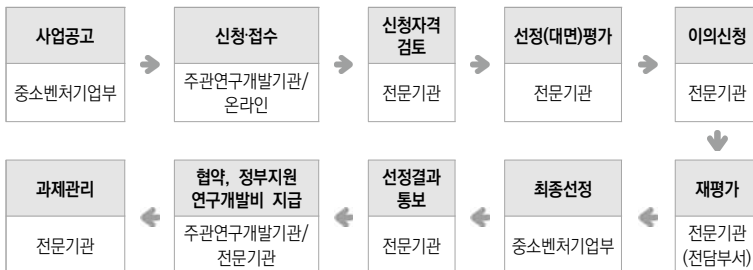 사업공고
중소벤처기업부
신청·접수
주관연구개발기관/
온라인
신청자격
검토
전문기관
선정(대면)평가
전문기관
이의신청
전문기관
재평가
전문기관
(전담부서)
최종선정
중소벤처기업부
선정결과
통보
전문기관
협약, 정부지원
연구개발비 지급
주관연구개발기관/
전문기관
과제관리
전문기관